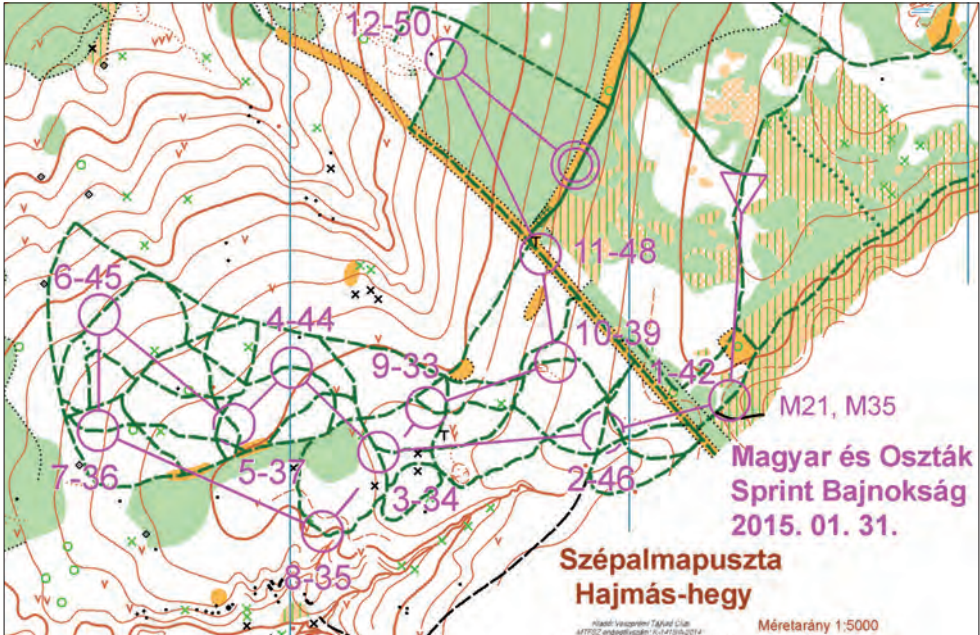 12-50
6-45
4-44
11-48
10-39
9-33
1-42
M21, M35
7-36
5-37
3-34
2-46
8-35
Magyar és Oszták
Sprint Bajnokság
2015. 01. 31.
Szépalmapuszta
Hajmás-hegy
Méretarány 1:5000